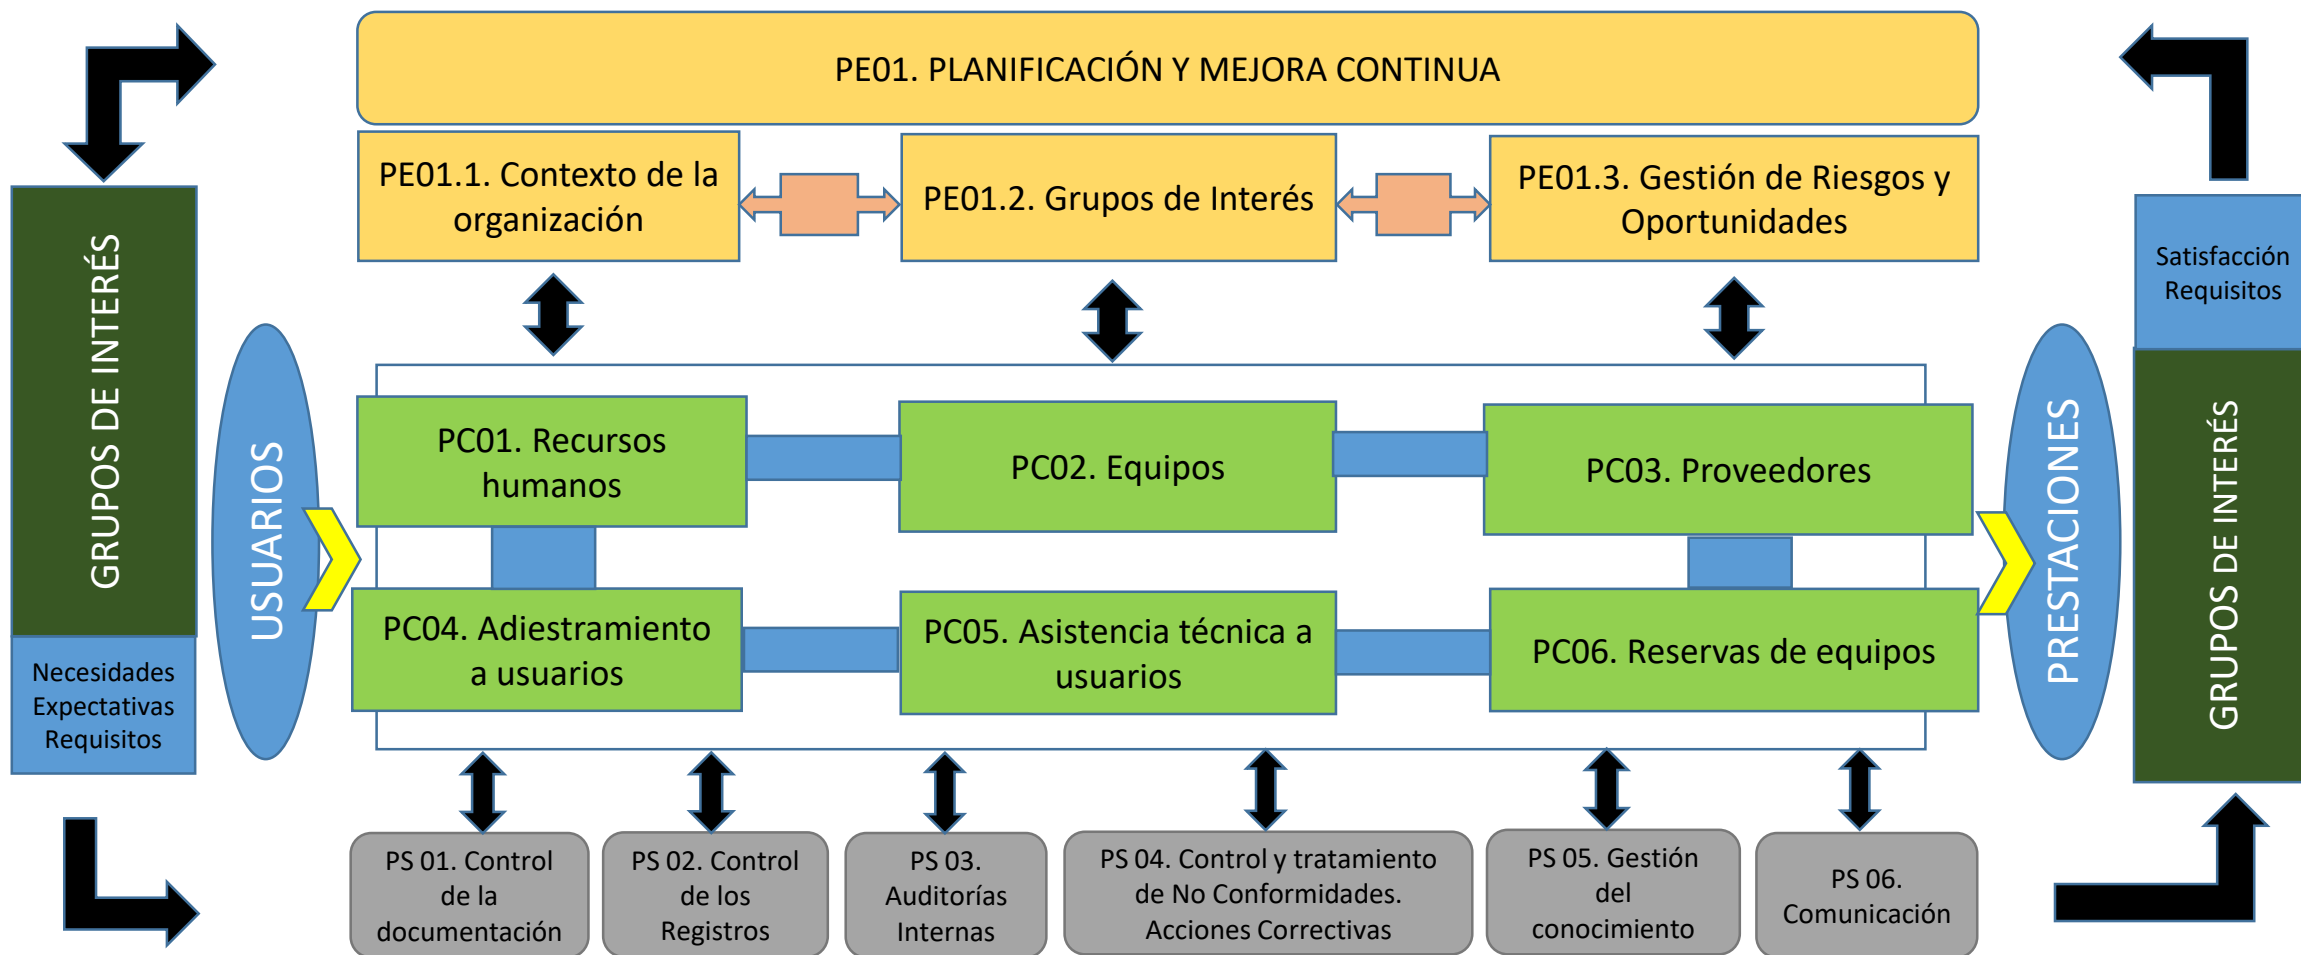 PE01. PLANIFICACIÓN Y MEJORA CONTINUA
PE01.1. Contexto de la
organización
PE01.2. Grupos de Interés
PE01.3. Gestión de Riesgos y
Oportunidades
GRUPOS DE INTERÉS
Necesidades
Expectativas
Requisitos
USUARIOS
PC01. Recursos
humanos
PC02. Equipos
PC03. Proveedores
PC04. Adiestramiento
a usuarios
PC05. Asistencia técnica a
usuarios
PC06. Reservas de equipos
PRESTACIONES
Satisfacción
Requisitos
GRUPOS DE INTERÉS
PS 01. Control
de la
documentación
PS 02. Control
de los
Registros
PS 03.
Auditorías
Internas
PS 04. Control y tratamiento
de No Conformidades.
Acciones Correctivas
PS 05. Gestión
del
conocimiento
PS 06.
Comunicación